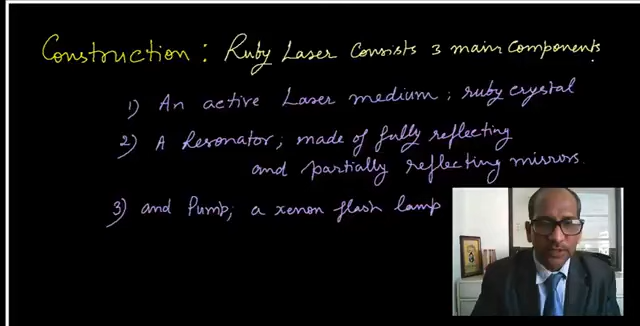 Construction : Ruby Laser Consists 3 main Components.
1) An active Laser medium ; ruby crystal
2) A Resonator ; made of fully reflecting
and partially reflecting mirrors.
3) and Pump ; a xenon flash lamp